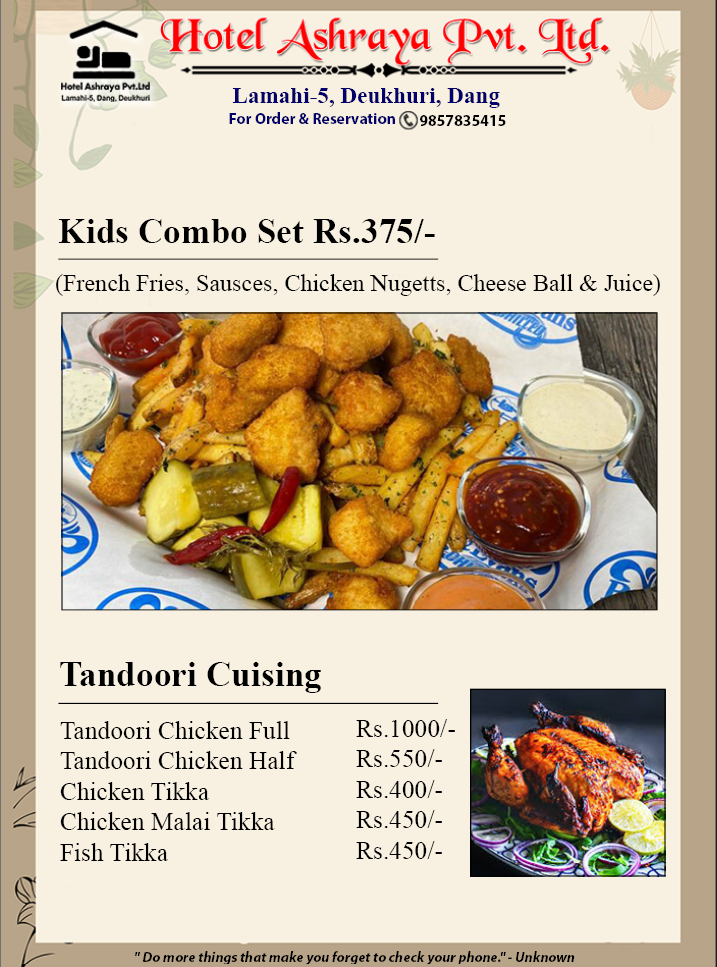 Hotel Ashraya Pvt. Ltd.
Hotel Ashraya Pvt.Ltd
Lamahi-5, Dang, Deukhuri
Lamahi-5, Deukhuri, Dang
For Order & Reservation 9857835415
Kids Combo Set Rs.375/-
(French Fries, Sausces, Chicken Nugetts, Cheese Ball & Juice)
Tandoori Cuising
Tandoori Chicken Full Rs.1000/-
Tandoori Chicken Half Rs.550/-
Chicken Tikka Rs.400/-
Chicken Malai Tikka Rs.450/-
Fish Tikka Rs.450/-
" Do more things that make you forget to check your phone." - Unknown